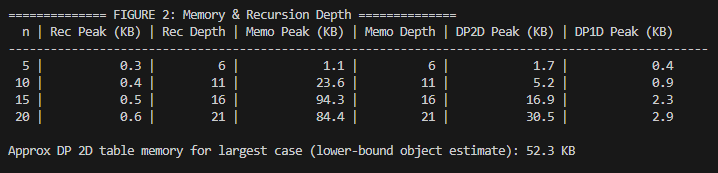 ============== FIGURE 2: Memory & Recursion Depth ==============
n | Rec Peak (KB) | Rec Depth | Memo Peak (KB) | Memo Depth | DP2D Peak (KB) | DP1D Peak (KB)
------------------------------------------------------------------------------------------------
5 | 0.3 | 6 | 1.1 | 6 | 1.7 | 0.4
10 | 0.4 | 11 | 23.6 | 11 | 5.2 | 0.9
15 | 0.5 | 16 | 94.3 | 16 | 16.9 | 2.3
20 | 0.6 | 21 | 84.4 | 21 | 30.5 | 2.9
Approx DP 2D table memory for largest case (lower-bound object estimate): 52.3 KB